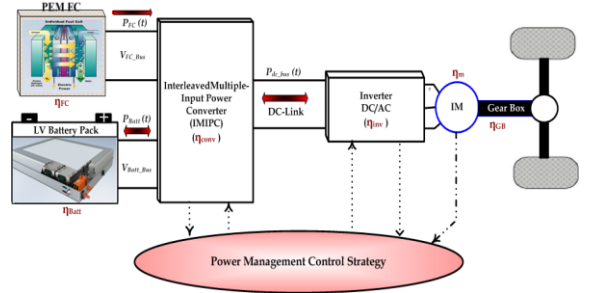 PEM FC
Individual Fuel Cell
P_FC (t)
V_FC_Bus
η_FC
LV Battery Pack
P_Batt (t)
V_Batt_Bus
η_Batt
InterleavedMultiple-
Input Power
Converter
(IMIPC)
(η_conv )
P_dc_bus (t)
DC-Link
Inverter
DC/AC
(η_inv )
η_m
IM
Gear Box
η_GB
Power Management Control Strategy